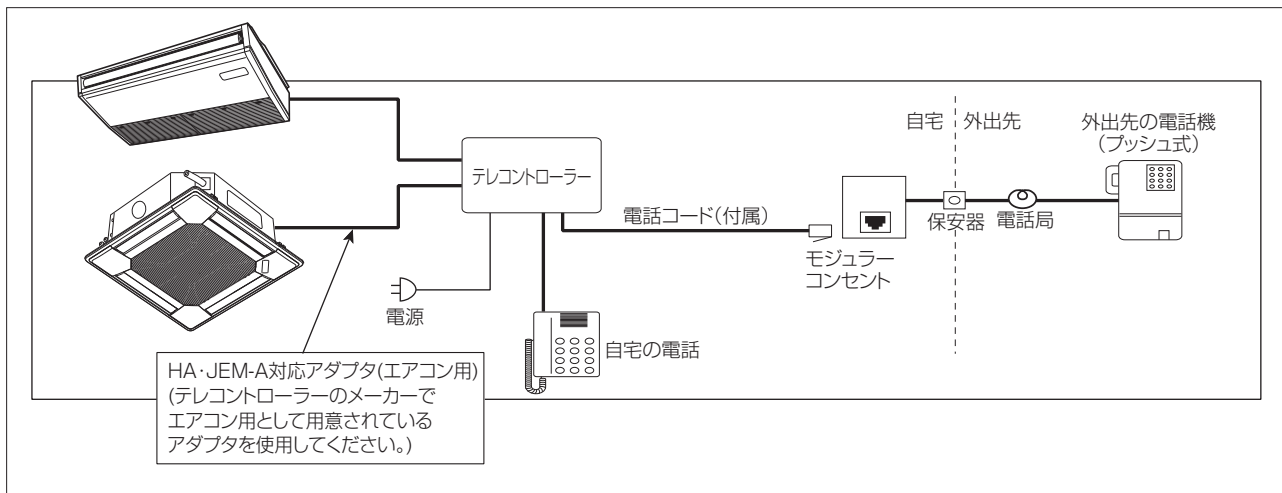 自宅
外出先
外出先の電話機
(プッシュ式)
テレコントローラー
電話コード(付属)
保安器
電話局
モジュラー
コンセント
電源
自宅の電話
HA･JEM-A対応アダプタ(エアコン用)
(テレコントローラーのメーカーで
エアコン用として用意されている
アダプタを使用してください。)